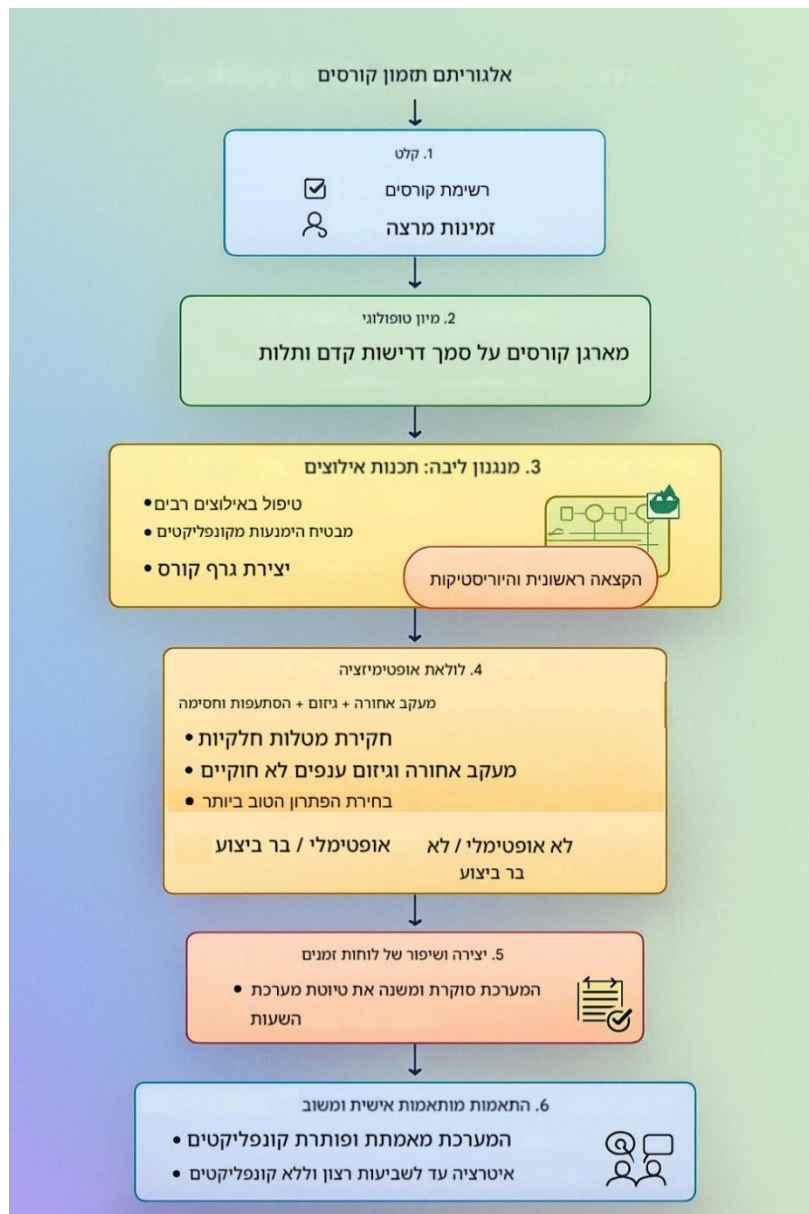 אלגוריתם תזמון קורסים
1. קלט
רשימת קורסים
זמינות מרצה
2. מיון טופולוגי
מארגן קורסים על סמך דרישות קדם ותלות
3. מנגנון ליבה: תכנות אילוצים
טיפול באילוצים רבים
מבטיח הימנעות מקונפליקטים
יצירת גרף קורס
הקצאה ראשונית והיוריסטיקות
4. לולאת אופטימיזציה
מעקב אחורה + גיזום + הסתעפות וחסימה
חקירת מטלות חלקיות
מעקב אחורה וגיזום ענפים לא חוקיים
בחירת הפתרון הטוב ביותר
לא אופטימלי / לא
בר ביצוע
אופטימלי / בר ביצוע
5. יצירה ושיפור של לוחות זמנים
המערכת סוקרת ומשנה את טיוטת מערכת
השעות
6. התאמות מותאמות אישית ומשוב
המערכת מאמתת ופותרת קונפליקטים
איטרציה עד לשביעות רצון וללא קונפליקטים